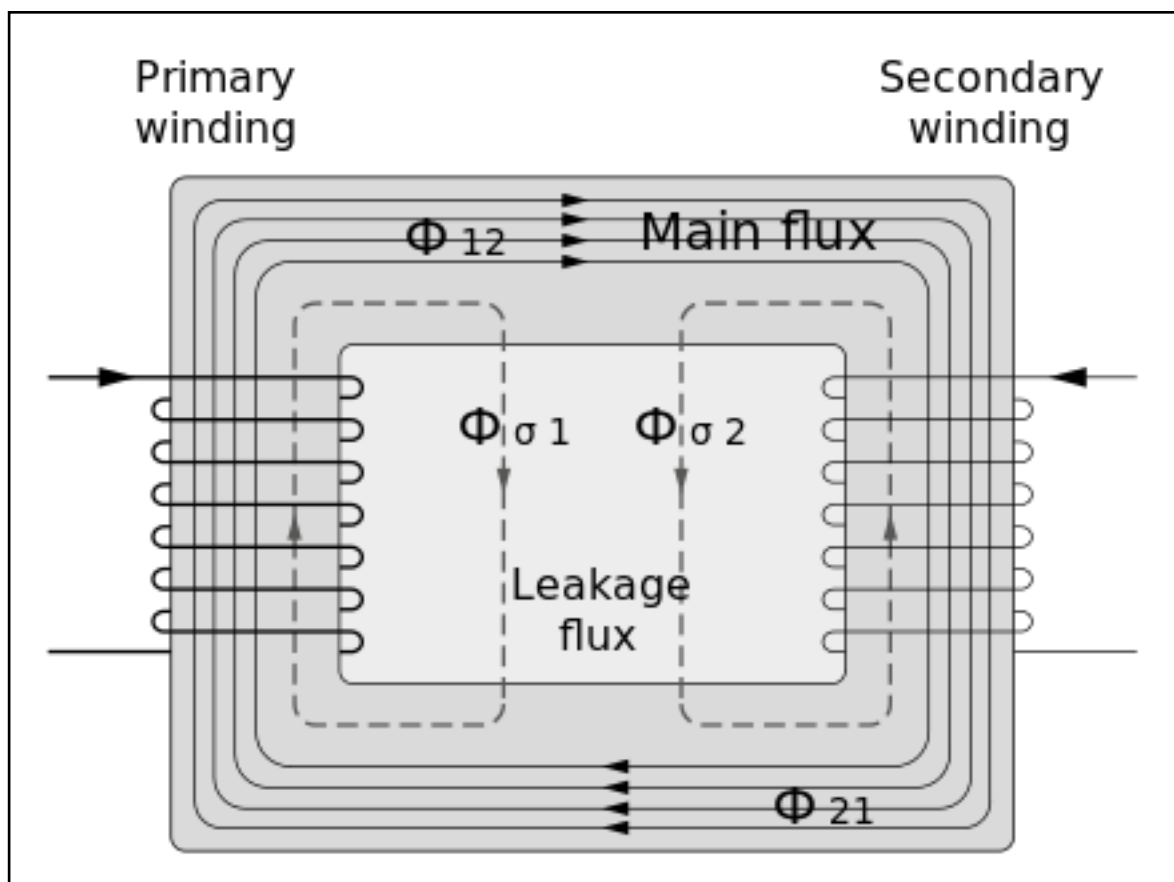 Primary
winding
Secondary
winding
Φ 12
Main flux
Φ σ 1
Φ σ 2
Leakage
flux
Φ 21